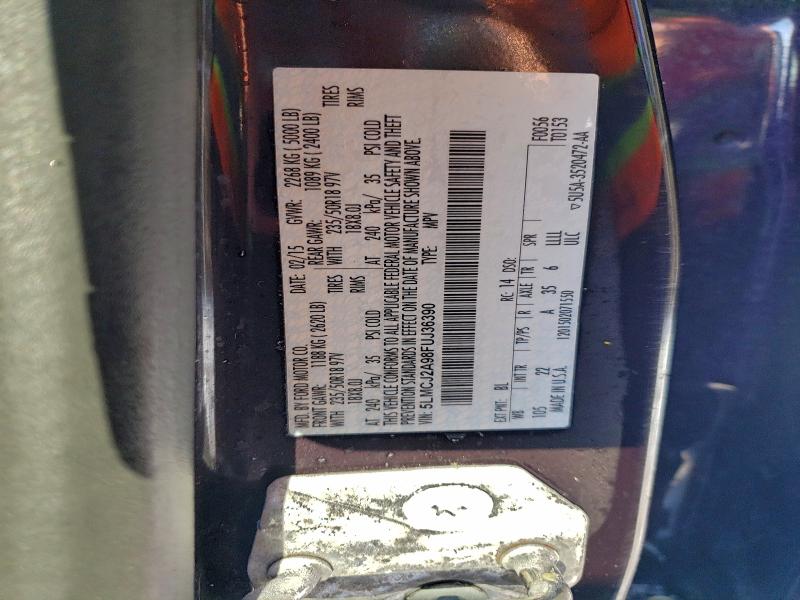 MFD. BY FORD MOTOR CO. DATE: 02/15 GVWR: 2268 KG ( 5000 LB)
FRONT GAWR: 1188 KG ( 2620 LB) REAR GAWR: 1089 KG ( 2400 LB)
WITH 235/50R18 97V TIRES WITH 235/50R18 97V TIRES
18X8.0J RIMS 18X8.0J RIMS
AT 240 kPa/ 35 PSI COLD AT 240 kPa/ 35 PSI COLD
THIS VEHICLE CONFORMS TO ALL APPLICABLE FEDERAL MOTOR VEHICLE SAFETY AND THEFT
PREVENTION STANDARDS IN EFFECT ON THE DATE OF MANUFACTURE SHOWN ABOVE.
VIN: 5LMCJ2A98FUJ36390 TYPE: MPV
EXT PNT: BL RC: 14 DSO: F0056
T0153
WB INT TR TP/PS R AXLE TR SPR
105 22 A 35 6 LLLL
MADE IN U.S.A. 1201502071550 ULC
▽5U5A-3520472-AA